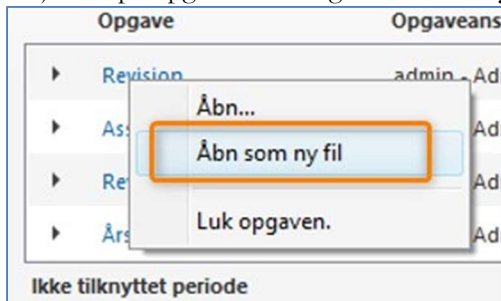 Opgave Opgaveans
Revision admin - Ad
Åbn...
Ad
Åbn som ny fil
Ad
Luk opgaven.
Ad
Ikke tilknyttet periode